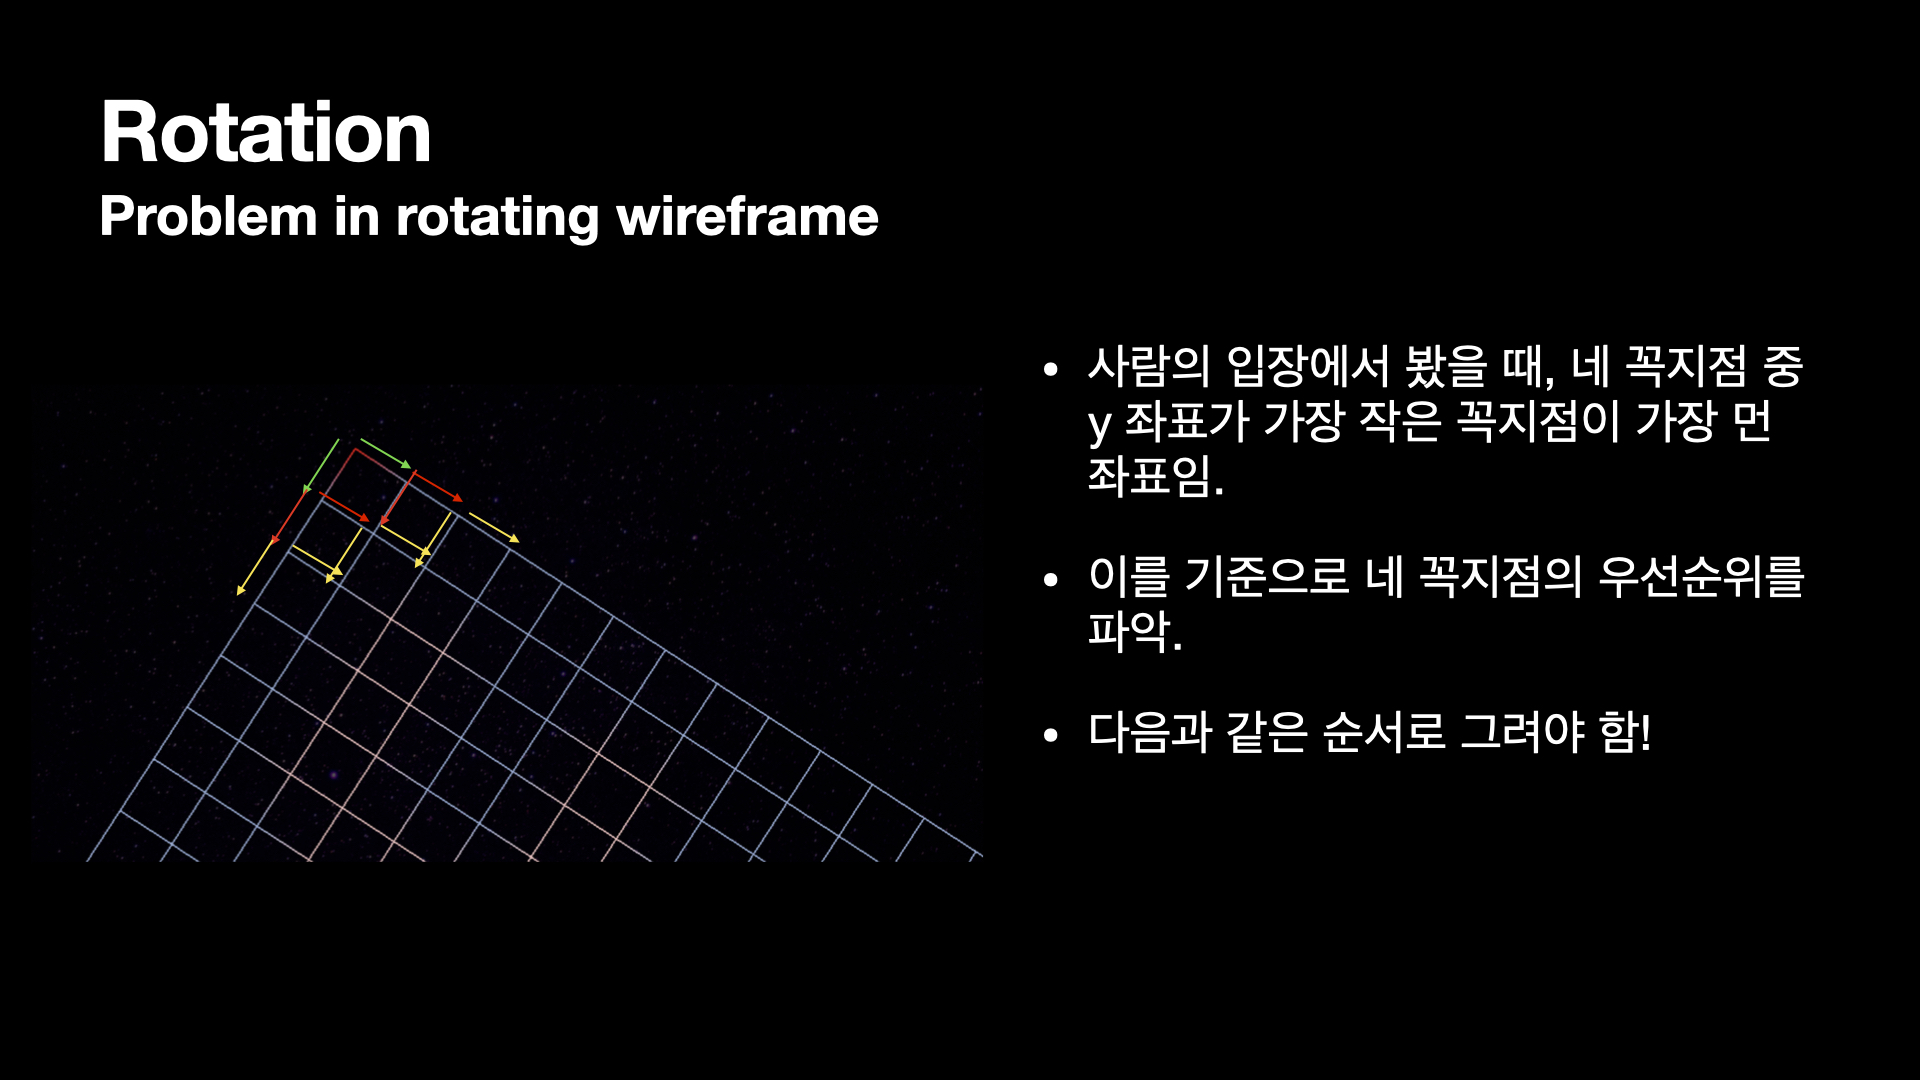 Rotation
Problem in rotating wireframe
• 사람의 입장에서 봤을 때, 네 꼭지점 중
y 좌표가 가장 작은 꼭지점이 가장 먼
좌표임.
• 이를 기준으로 네 꼭지점의 우선순위를
파악.
• 다음과 같은 순서로 그려야 함!